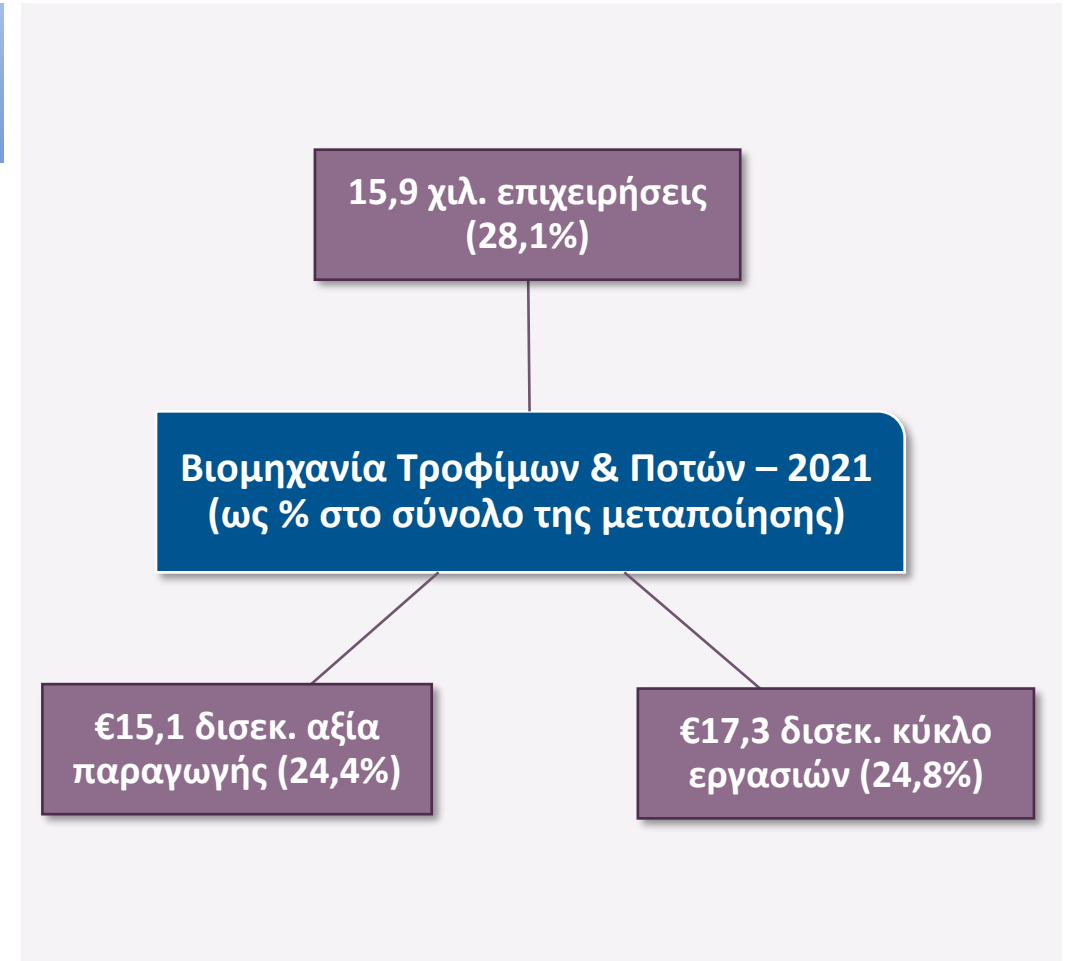 15,9 χιλ. επιχειρήσεις
(28,1%)
Βιομηχανία Τροφίμων & Ποτών – 2021
(ως % στο σύνολο της μεταποίησης)
€15,1 δισεκ. αξία
παραγωγής (24,4%)
€17,3 δισεκ. κύκλο
εργασιών (24,8%)